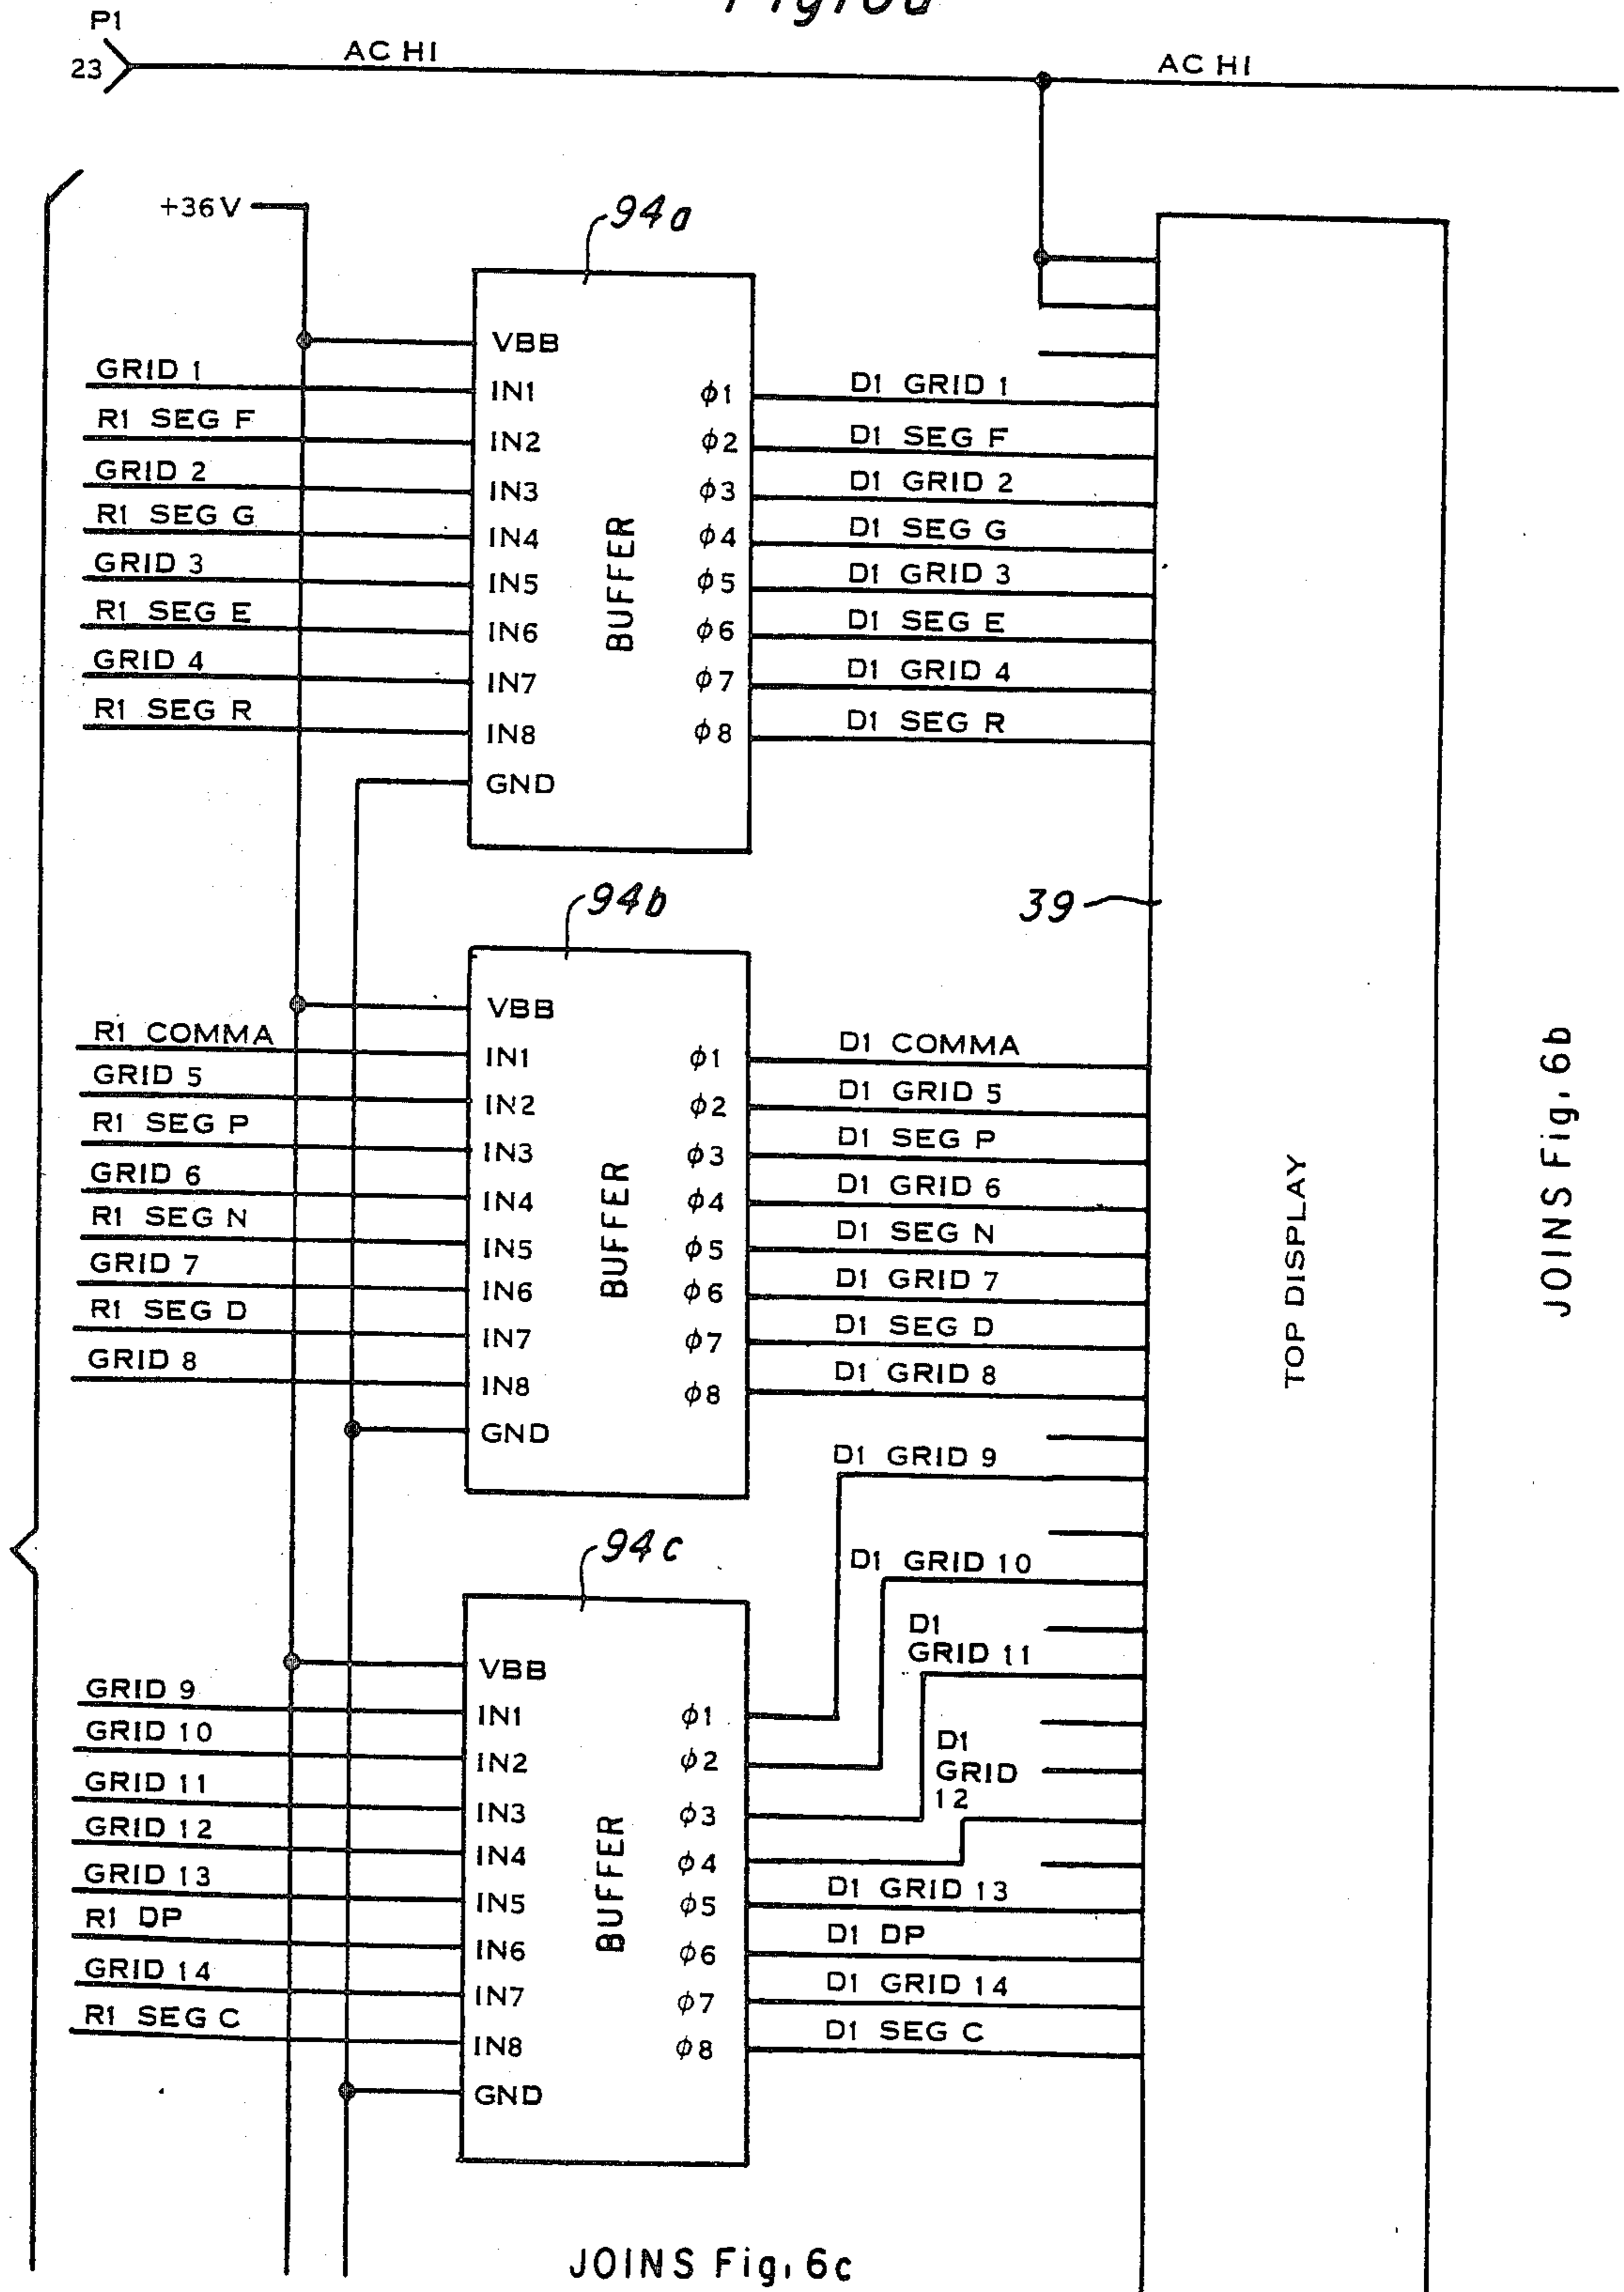 Fig.6a
P1
23
AC HI
AC HI
+36V
94a
VBB
GRID 1
IN1
φ1
D1 GRID 1
R1 SEG F
IN2
φ2
D1 SEG F
GRID 2
IN3
φ3
D1 GRID 2
R1 SEG G
IN4
φ4
D1 SEG G
GRID 3
IN5
φ5
D1 GRID 3
R1 SEG E
IN6
φ6
D1 SEG E
GRID 4
IN7
φ7
D1 GRID 4
R1 SEG R
IN8
φ8
D1 SEG R
GND
BUFFER
94b
39
VBB
R1 COMMA
IN1
φ1
D1 COMMA
GRID 5
IN2
φ2
D1 GRID 5
R1 SEG P
IN3
φ3
D1 SEG P
GRID 6
IN4
φ4
D1 GRID 6
R1 SEG N
IN5
φ5
D1 SEG N
GRID 7
IN6
φ6
D1 GRID 7
R1 SEG D
IN7
φ7
D1 SEG D
GRID 8
IN8
φ8
D1 GRID 8
GND
BUFFER
TOP DISPLAY
JOINS Fig. 6b
D1 GRID 9
94c
D1 GRID 10
D1
GRID 11
D1
GRID
12
VBB
GRID 9
IN1
φ1
GRID 10
IN2
φ2
GRID 11
IN3
φ3
GRID 12
IN4
φ4
GRID 13
IN5
φ5
D1 GRID 13
R1 DP
IN6
φ6
D1 DP
GRID 14
IN7
φ7
D1 GRID 14
R1 SEG C
IN8
φ8
D1 SEG C
GND
BUFFER
JOINS Fig. 6c